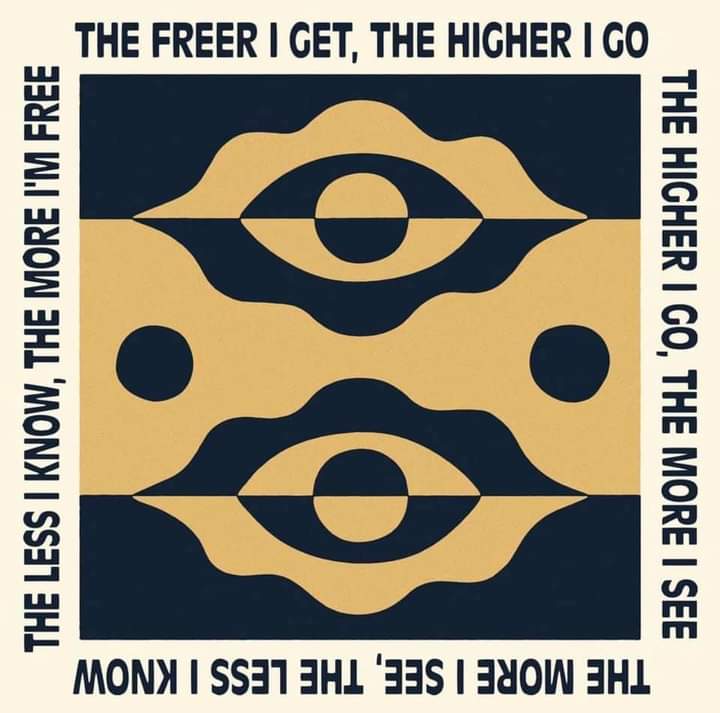 THE FREER I GET, THE HIGHER I GO
THE HIGHER I GO, THE MORE I SEE
THE MORE I SEE, THE LESS I KNOW
THE LESS I KNOW, THE MORE I'M FREE